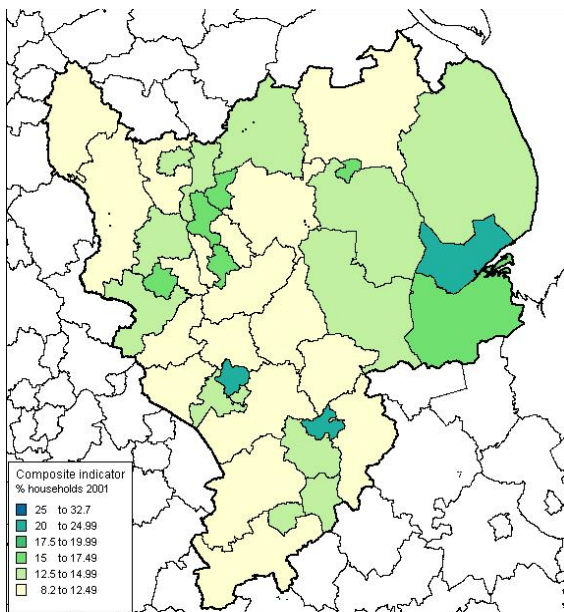 Composite indicator
% households 2001
25 to 32.7
20 to 24.99
17.5 to 19.99
15 to 17.49
12.5 to 14.99
8.2 to 12.49